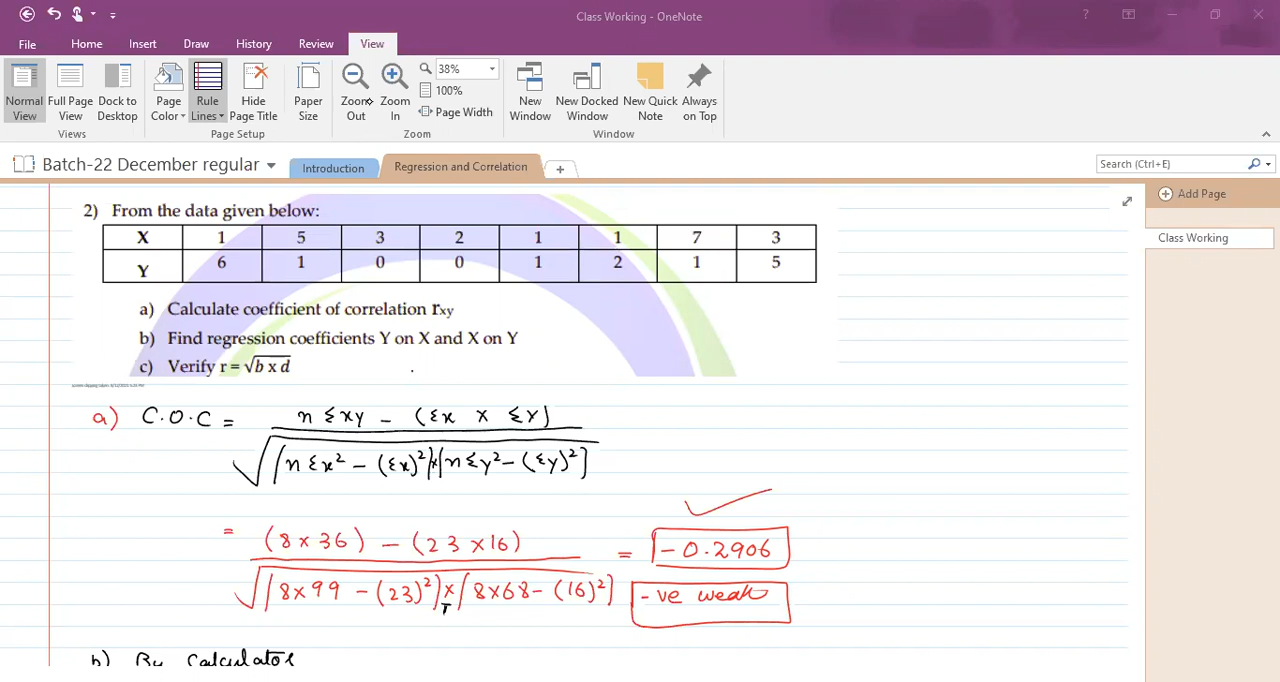 Class Working - OneNote
?
File Home Insert Draw History Review View
Normal View
Full Page View
Dock to Desktop
Page Color
Rule Lines
Hide Page Title
Paper Size
Zoom Out
Zoom In
38%
100%
Page Width
New Window
New Docked Window
New Quick Note
Always on Top
Views Page Setup Zoom Window
Batch-22 December regular Introduction Regression and Correlation + Search (Ctrl+E)
Add Page
Class Working
2) From the data given below:
X 1 5 3 2 1 1 7 3
Y 6 1 0 0 1 2 1 5
a) Calculate coefficient of correlation rxy
b) Find regression coefficients Y on X and X on Y
c) Verify r = √b x d
a) C.O.C = n Σxy - (Σx × Σy)
√[n Σx² - (Σx)²]×[n Σy² - (Σy)²]
= (8×36) - (23×16) = -0.2906
√[8×99 - (23)²]×[8×68 - (16)²] -ve weak
b) By Calculator